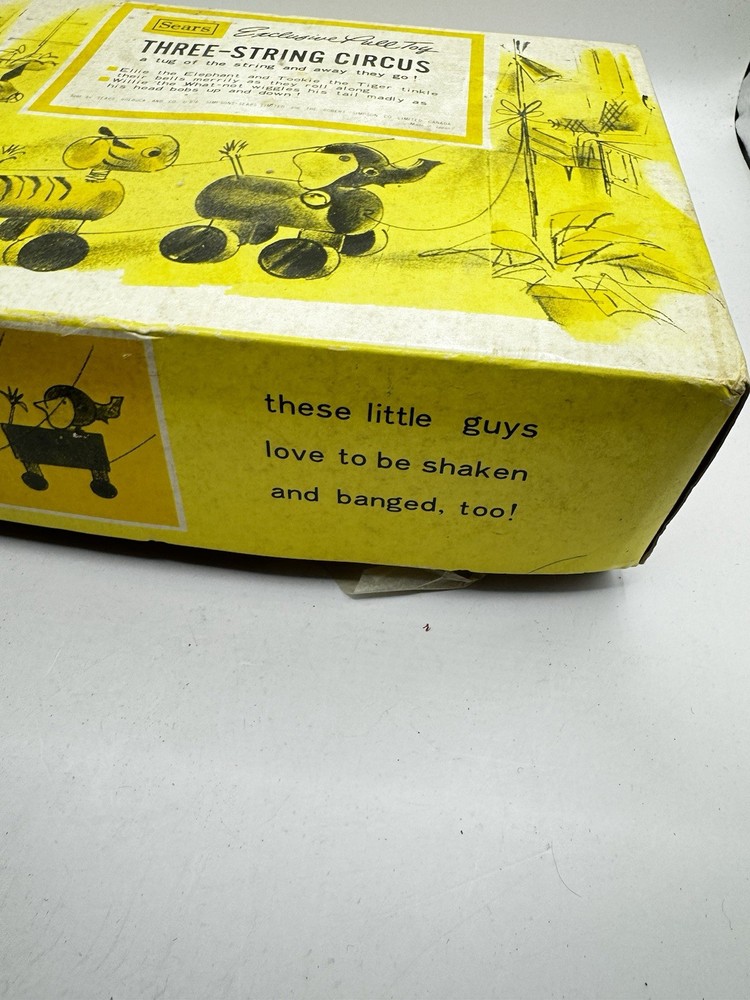 Sears Exclusive Pull Toy
THREE-STRING CIRCUS
a tug of the string and away they go!
Ellie the Elephant and Tookie the Tiger tinkle
their bells merrily as they roll along
Willie the What-not wiggles his tail madly as
his head bobs up and down!
these little guys
love to be shaken
and banged, too!